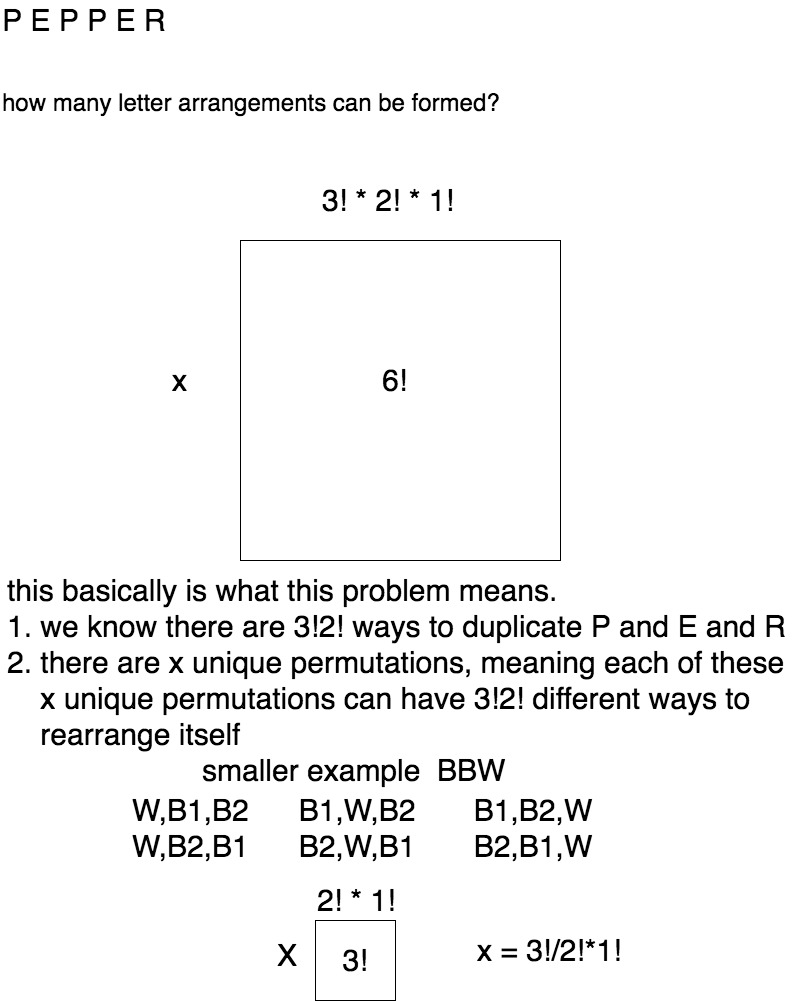 P E P P E R
how many letter arrangements can be formed?
3! * 2! * 1!
x 6!
this basically is what this problem means.
1. we know there are 3!2! ways to duplicate P and E and R
2. there are x unique permutations, meaning each of these
x unique permutations can have 3!2! different ways to
rearrange itself
smaller example BBW
W,B1,B2 B1,W,B2 B1,B2,W
W,B2,B1 B2,W,B1 B2,B1,W
2! * 1!
X 3! x = 3!/2!*1!